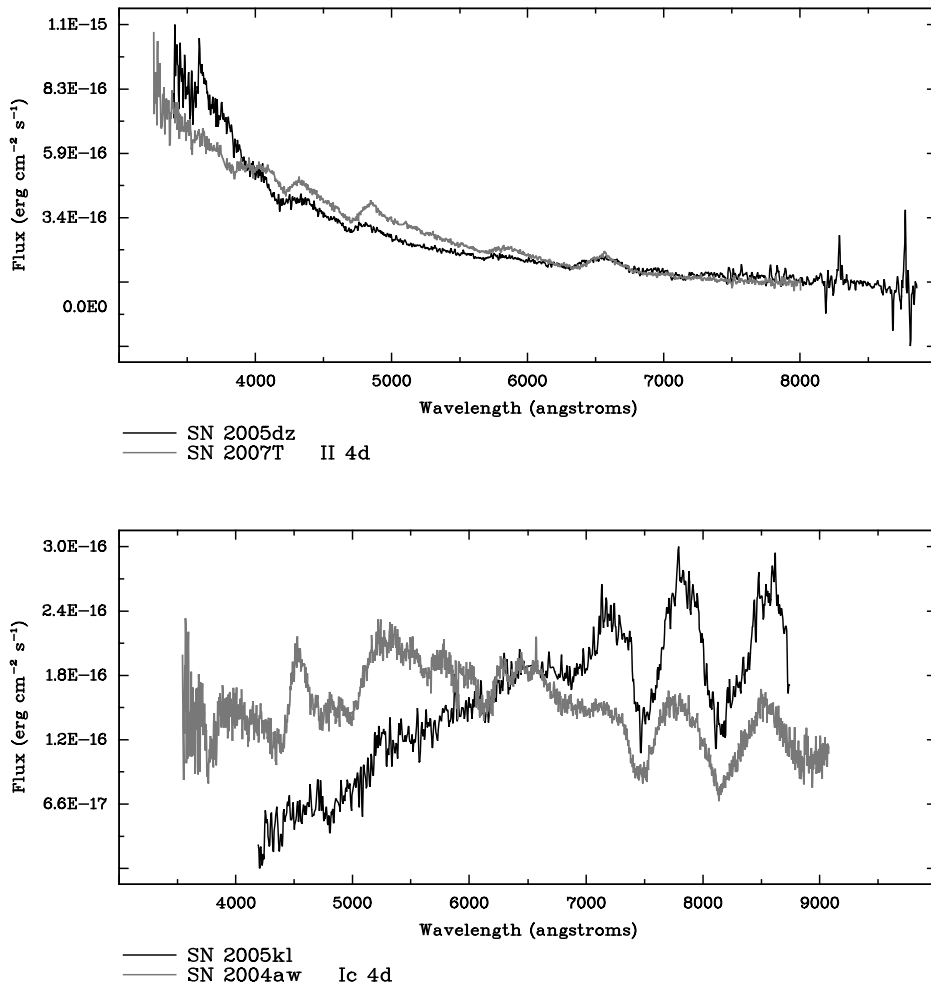 1.1E−15
8.3E−16
5.9E−16
3.4E−16
0.0E0
Flux (erg cm⁻² s⁻¹)
4000 5000 6000 7000 8000
Wavelength (angstroms)
SN 2005dz
SN 2007T II 4d
3.0E−16
2.4E−16
1.8E−16
1.2E−16
6.6E−17
Flux (erg cm⁻² s⁻¹)
4000 5000 6000 7000 8000 9000
Wavelength (angstroms)
SN 2005kl
SN 2004aw Ic 4d